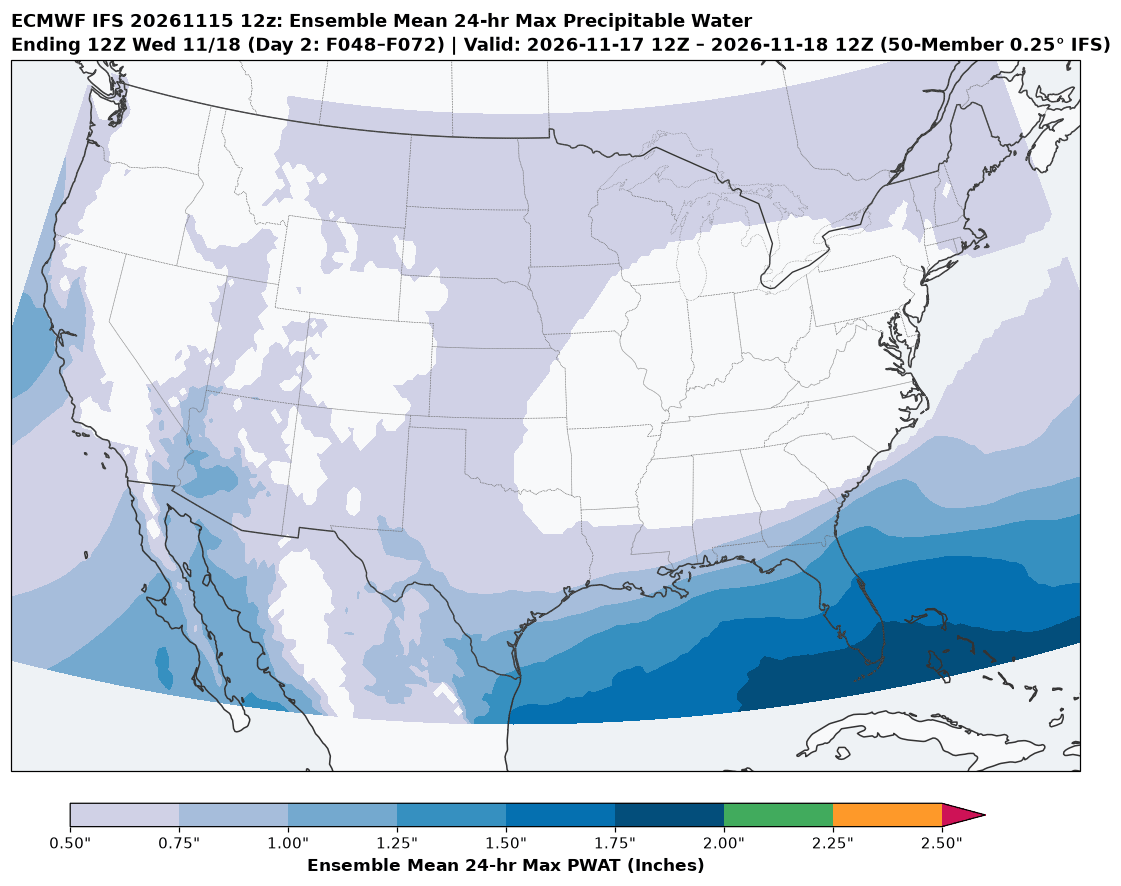 ECMWF IFS 20261115 12z: Ensemble Mean 24-hr Max Precipitable Water
Ending 12Z Wed 11/18 (Day 2: F048–F072) | Valid: 2026-11-17 12Z – 2026-11-18 12Z (50-Member 0.25° IFS)
0.50" 0.75" 1.00" 1.25" 1.50" 1.75" 2.00" 2.25" 2.50"
Ensemble Mean 24-hr Max PWAT (Inches)